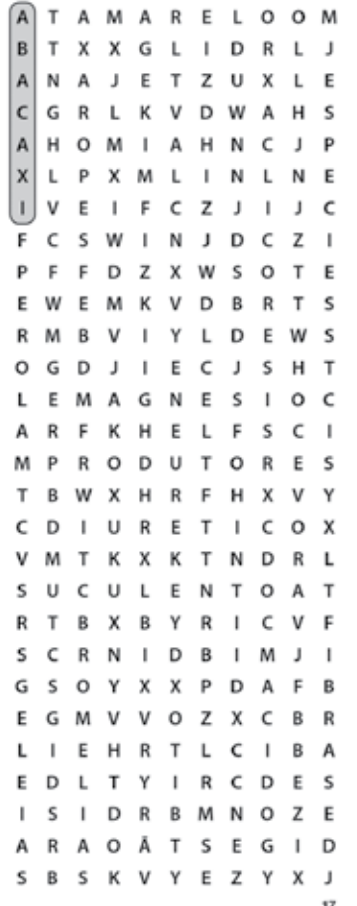 A T A M A R E L O O M
B T X X G L I D R L J
A N A J E T Z U X L E
C G R L K V D W A H S
A H O M I A H N C J P
X L P X M L I N L N E
I V E I F C Z J I J C
F C S W I N J D C Z I
P F F D Z X W S O T E
E W E M K V D B R T S
R M B V I Y L D E W S
O G D J I E C J S H T
L E M A G N E S I O C
A R F K H E L F S C I
M P R O D U T O R E S
T B W X H R F H X V Y
C D I U R E T I C O X
V M T K X K T N D R L
S U C U L E N T O A T
R T B X B Y R I C V F
S C R N I D B I M J I
G S O Y X X P D A F B
E G M V V O Z X C B R
L I E H R T L C I B A
E D L T Y I R C D E S
I S I D R B M N O Z E
A R A O Ã T S E G I D
S B S K V Y E Z Y X J